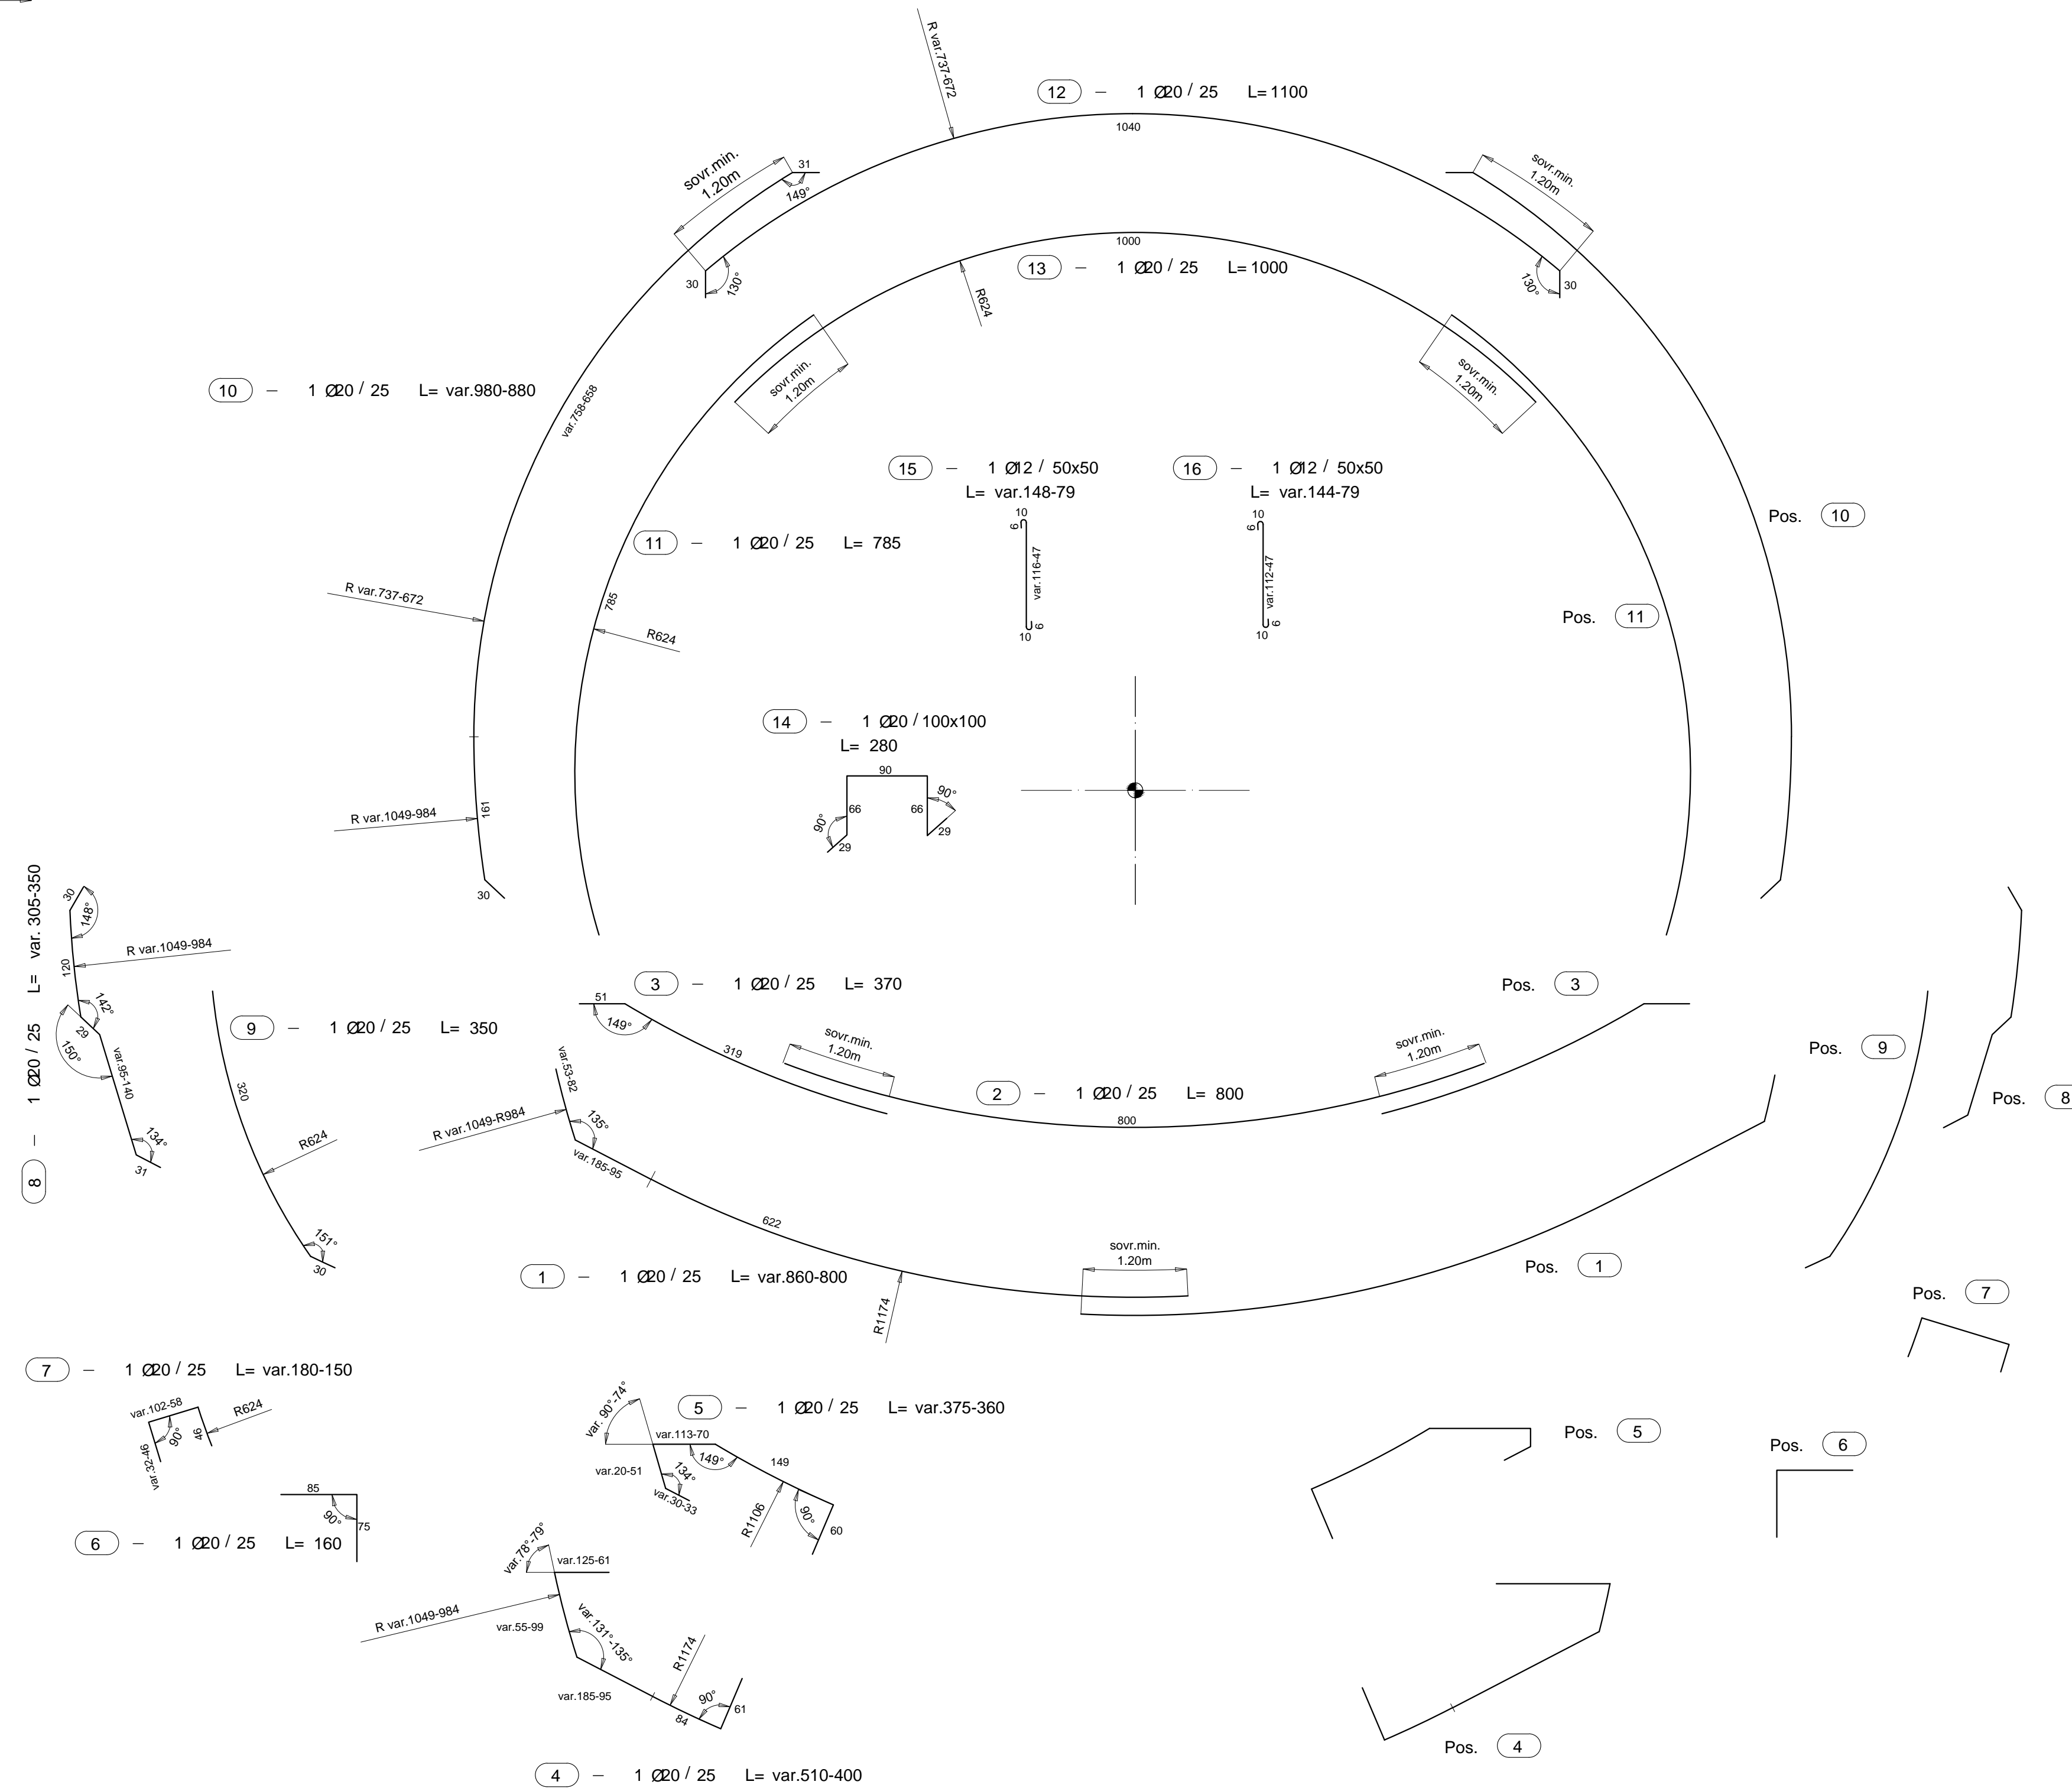 R var.737-672
12 – 1 Ø20 / 25 L= 1100
1040
sovr.min.
1.20m
31
149°
30
130°
sovr.min.
1.20m
130°
30
1000
13 – 1 Ø20 / 25 L= 1000
R624
sovr.min.
1.20m
sovr.min.
1.20m
10 – 1 Ø20 / 25 L= var.980-880
var.758-658
15 – 1 Ø12 / 50x50
L= var.148-79
10
6
var.116-47
10
6
16 – 1 Ø12 / 50x50
L= var.144-79
10
6
var.112-47
10
6
Pos. 10
11 – 1 Ø20 / 25 L= 785
785
R var.737-672
R624
Pos. 11
14 – 1 Ø20 / 100x100
L= 280
90
66
66
90°
90°
29
29
R var.1049-984
161
30
8 – 1 Ø20 / 25 L= var. 305-350
30
148°
R var.1049-984
120
142°
29
150°
var.95-140
134°
31
9 – 1 Ø20 / 25 L= 350
320
R624
151°
30
3 – 1 Ø20 / 25 L= 370
51
149°
319
sovr.min.
1.20m
sovr.min.
1.20m
Pos. 3
2 – 1 Ø20 / 25 L= 800
800
Pos. 9
Pos. 8
var.53-82
R var.1049-R984
135°
var.185-95
622
sovr.min.
1.20m
1 – 1 Ø20 / 25 L= var.860-800
R1174
Pos. 1
Pos. 7
7 – 1 Ø20 / 25 L= var.180-150
var.102-58
R624
90°
46
var.32-46
5 – 1 Ø20 / 25 L= var.375-360
var. 90°-74°
var.113-70
149°
149
var.20-51
134°
var.30-33
R1106
90°
60
Pos. 5
Pos. 6
85
90°
75
6 – 1 Ø20 / 25 L= 160
var.78°-79°
var.125-61
R var.1049-984
var.55-99
var.131°-135°
R1174
var.185-95
90°
84
61
Pos. 4
4 – 1 Ø20 / 25 L= var.510-400